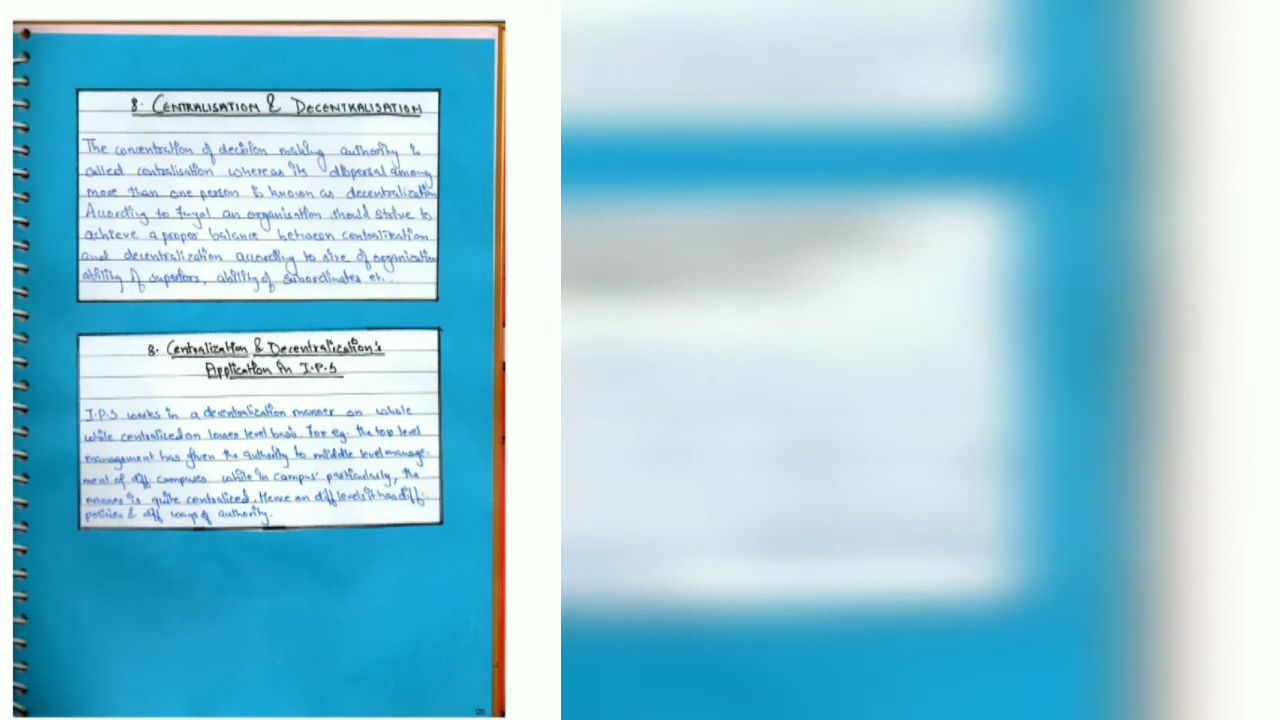 8. CENTRALISATION & DECENTRALISATION
The concentration of decision making authority is
called centralisation whereas its dispersal among
more than one person is known as decentralization
According to Fayol an organisation should strive to
achieve a proper balance between centralization
and decentralization according to size of organization
ability of superiors, ability of subordinates etc.
8. Centralization & Decentralization's
Application in I.P.S
I.P.S works in a decentralization manner on whole
while centralized on lower level basis. For eg. the top level
management has given the authority to middle level manage-
ment of diff campuses while in campus' particularly, the
manner is quite centralized. Hence on diff levels it has diff.
policies & diff ways of authority.